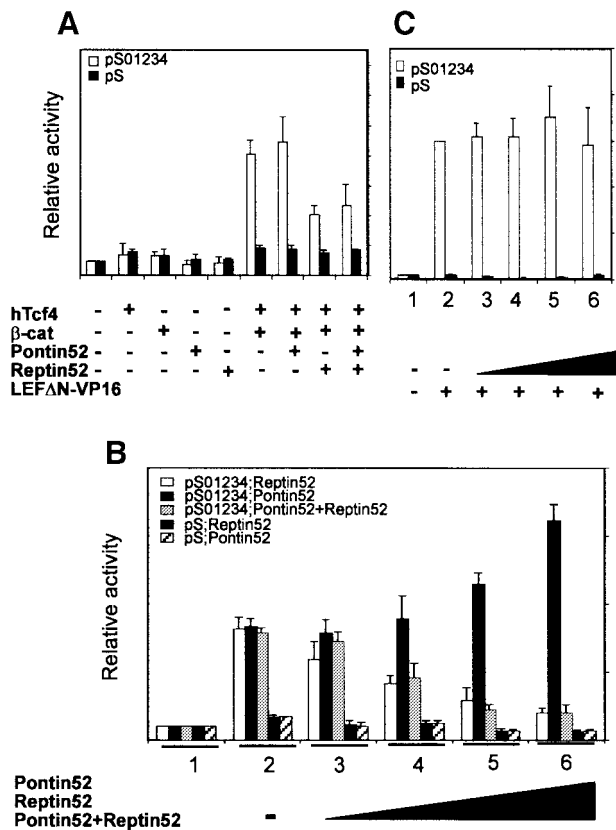 A
C
pS01234
pS
pS01234
pS
Relative activity
1 2 3 4 5 6
hTcf4 - + - - - + + + +
β-cat - - + - - + + + +
Pontin52 - - - + - - + - +
Reptin52 - - - - + - - + + - -
LEFΔN-VP16 - + + + + +
B
pS01234;Reptin52
pS01234;Pontin52
pS01234;Pontin52+Reptin52
pS;Reptin52
pS;Pontin52
Relative activity
1 2 3 4 5 6
Pontin52
Reptin52
Pontin52+Reptin52 -